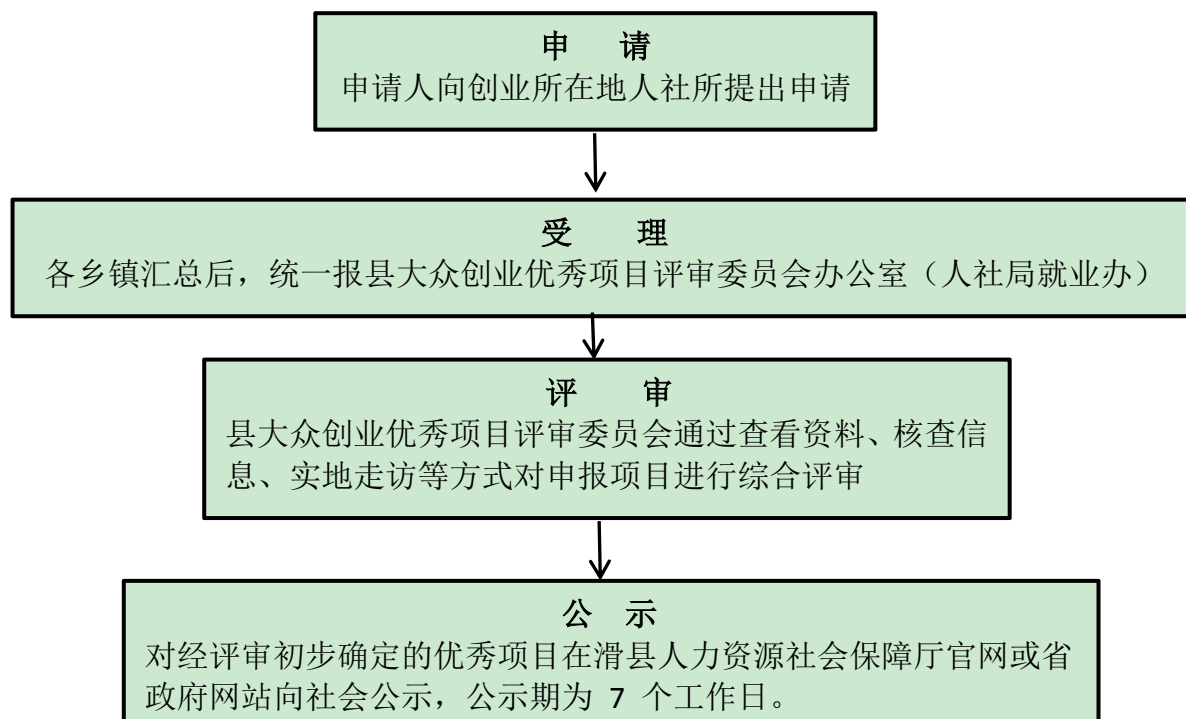 申 请
申请人向创业所在地人社所提出申请
受 理
各乡镇汇总后，统一报县大众创业优秀项目评审委员会办公室（人社局就业办）
评 审
县大众创业优秀项目评审委员会通过查看资料、核查信
息、实地走访等方式对申报项目进行综合评审
公 示
对经评审初步确定的优秀项目在滑县人力资源社会保障厅官网或省
政府网站向社会公示，公示期为 7 个工作日。